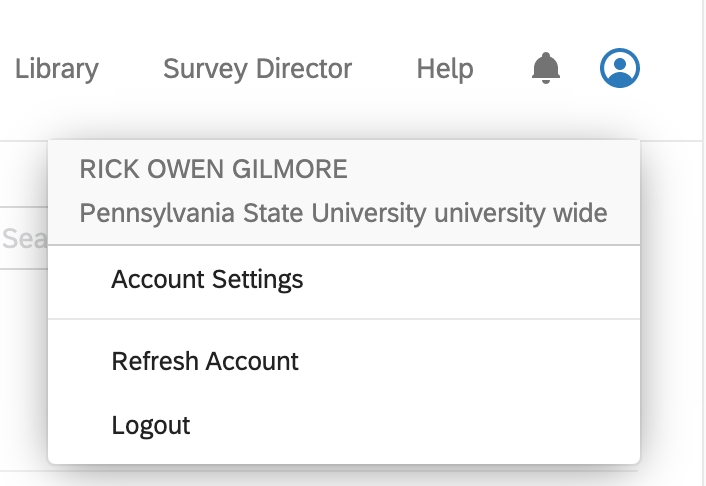 Library Survey Director Help
RICK OWEN GILMORE
Pennsylvania State University university wide
Sea
Account Settings
Refresh Account
Logout